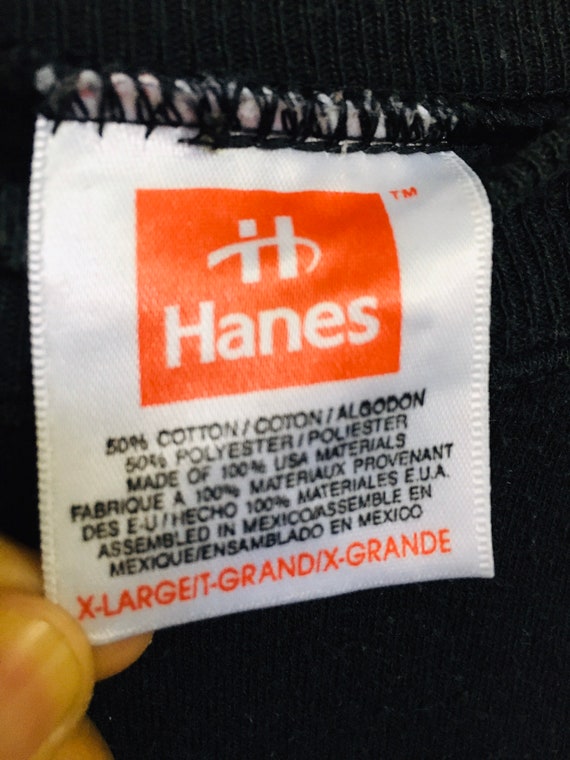 TM
H
Hanes
50% COTTON/COTON/ALGODON
50% POLYESTER/POLIESTER
MADE OF 100% USA MATERIALS
FABRIQUE A 100% MATERIAUX PROVENANT
DES E-U/HECHO 100% MATERIALES E.U.A.
ASSEMBLED IN MEXICO/ASSEMBLE EN
MEXIQUE/ENSAMBLADO EN MEXICO
X-LARGE/T-GRAND/X-GRANDE